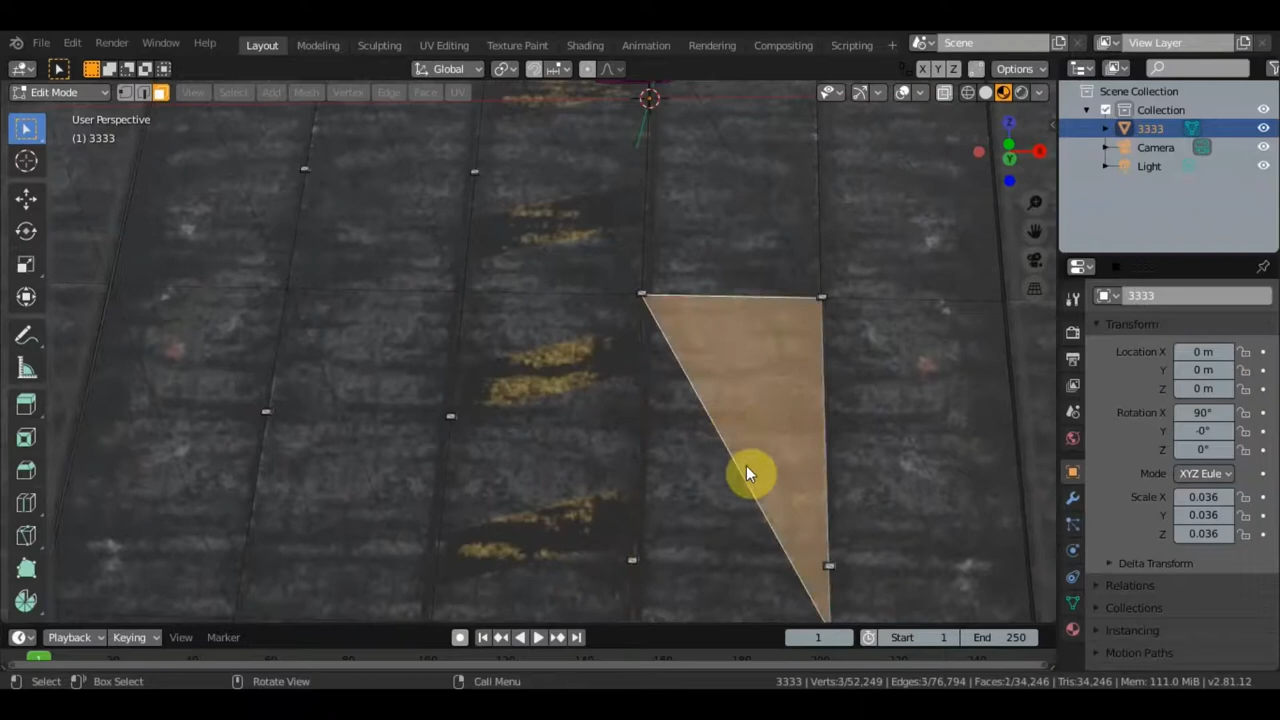 File Edit Render Window Help Layout Modeling Sculpting UV Editing Texture Paint Shading Animation Rendering Compositing Scripting + Scene View Layer
Global X Y Z Options
Edit Mode View Select Add Mesh Vertex Edge Face UV
User Perspective
(1) 3333
Z
X
Y
Scene Collection
Collection
3333
Camera
Light
3333
Transform
Location X 0 m
Y 0 m
Z 0 m
Rotation X 90°
Y -0°
Z 0°
Mode XYZ Eule
Scale X 0.036
Y 0.036
Z 0.036
Delta Transform
Relations
Collections
Instancing
Motion Paths
Playback Keying View Marker 1 Start 1 End 250
1
Select Box Select Rotate View Call Menu 3333 | Verts:3/52,249 | Edges:3/76,794 | Faces:1/34,246 | Tris:34,246 | Mem: 111.0 MiB | v2.81.12